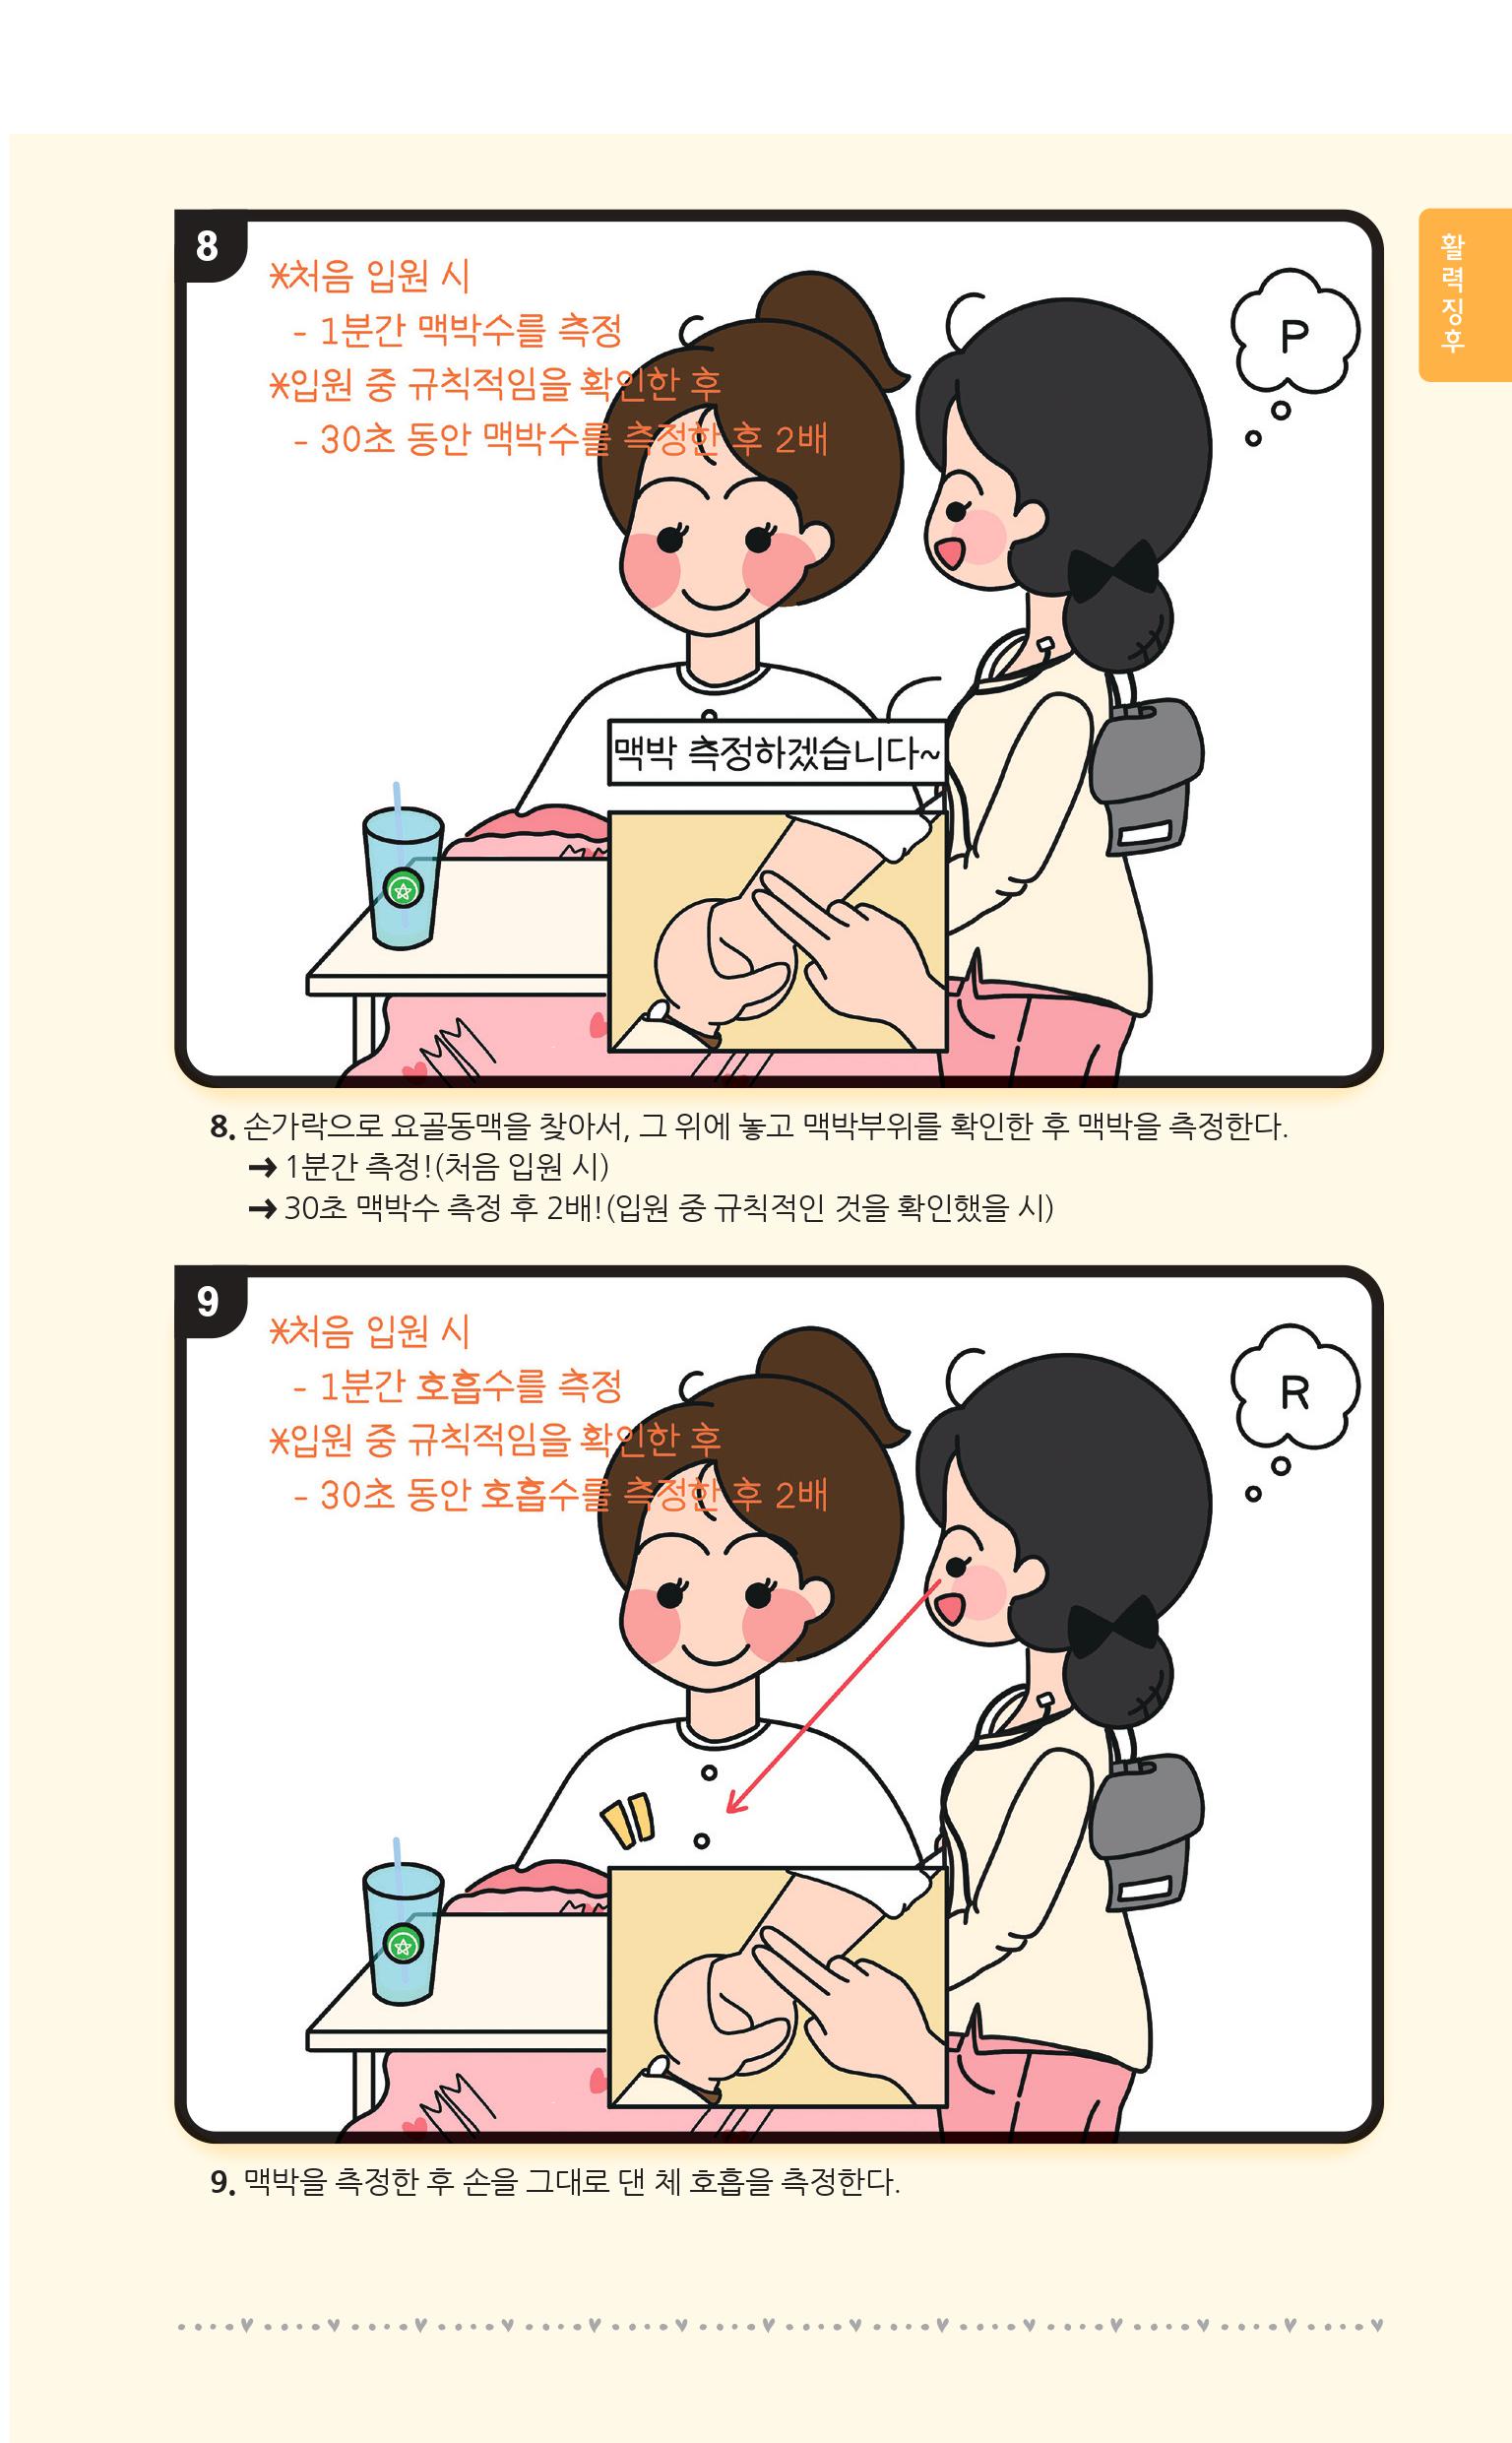 8
*처음 입원 시
- 1분간 맥박수를 측정
*입원 중 규칙적임을 확인한 후
- 30초 동안 맥박수를 측정한 후 2배
P
활력징후
맥박 측정하겠습니다~
8. 손가락으로 요골동맥을 찾아서, 그 위에 놓고 맥박부위를 확인한 후 맥박을 측정한다.
➜ 1분간 측정!(처음 입원 시)
➜ 30초 맥박수 측정 후 2배!(입원 중 규칙적인 것을 확인했을 시)
9
*처음 입원 시
- 1분간 호흡수를 측정
*입원 중 규칙적임을 확인한 후
- 30초 동안 호흡수를 측정한 후 2배
R
9. 맥박을 측정한 후 손을 그대로 댄 체 호흡을 측정한다.